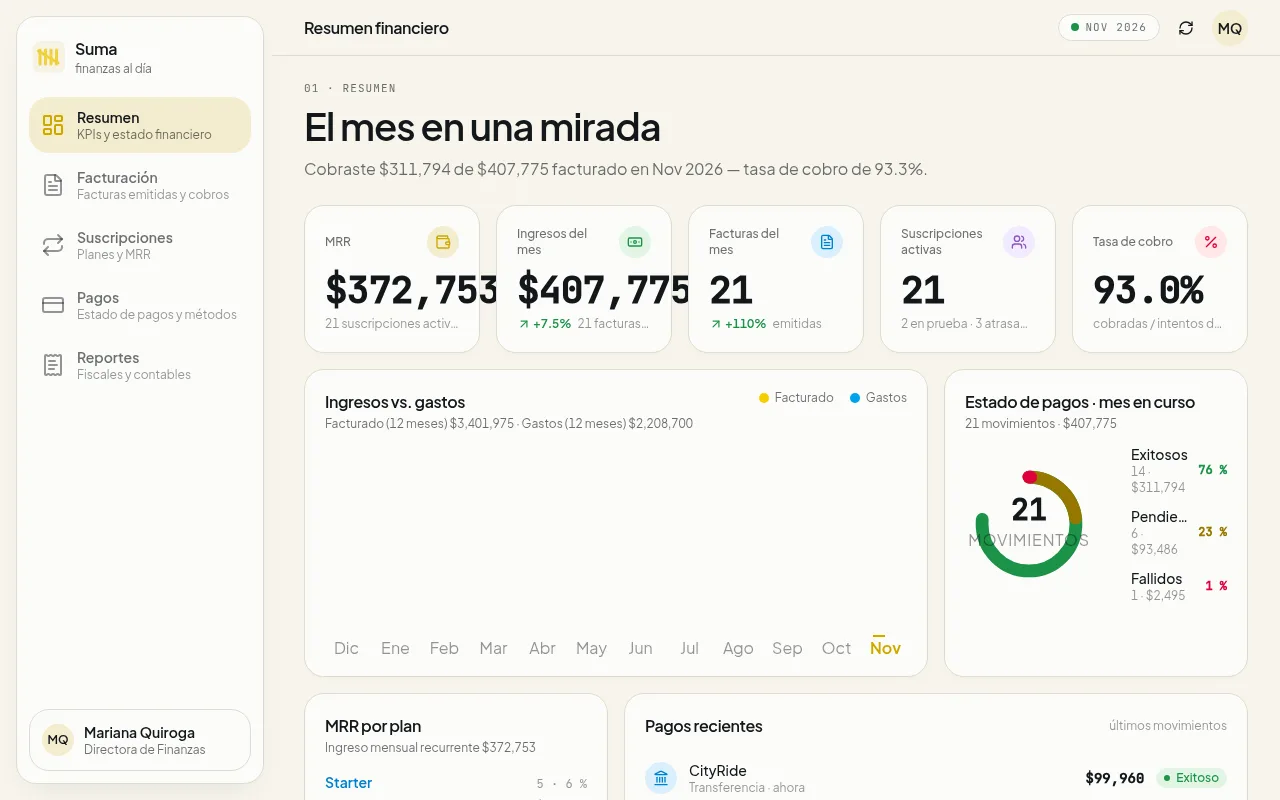 Suma
finanzas al día
Resumen
KPIs y estado financiero
Facturación
Facturas emitidas y cobros
Suscripciones
Planes y MRR
Pagos
Estado de pagos y métodos
Reportes
Fiscales y contables
MQ
Mariana Quiroga
Directora de Finanzas
Resumen financiero
NOV 2026
MQ
01 · RESUMEN
El mes en una mirada
Cobraste $311,794 de $407,775 facturado en Nov 2026 — tasa de cobro de 93.3%.
MRR
$372,753
21 suscripciones activ…
Ingresos del mes
$407,775
+7.5% 21 facturas…
Facturas del mes
21
+110% emitidas
Suscripciones activas
21
2 en prueba · 3 atrasa…
Tasa de cobro
93.0%
cobradas / intentos d…
Ingresos vs. gastos
Facturado (12 meses) $3,401,975 · Gastos (12 meses) $2,208,700
Facturado
Gastos
Dic Ene Feb Mar Abr May Jun Jul Ago Sep Oct Nov
Estado de pagos · mes en curso
21 movimientos · $407,775
21
MOVIMIENTOS
Exitosos
14 ·
$311,794
76 %
Pendie…
6 ·
$93,486
23 %
Fallidos
1 · $2,495
1 %
MRR por plan
Ingreso mensual recurrente $372,753
Starter
5 · 6 %
Pagos recientes
últimos movimientos
CityRide
Transferencia · ahora
$99,960
Exitoso